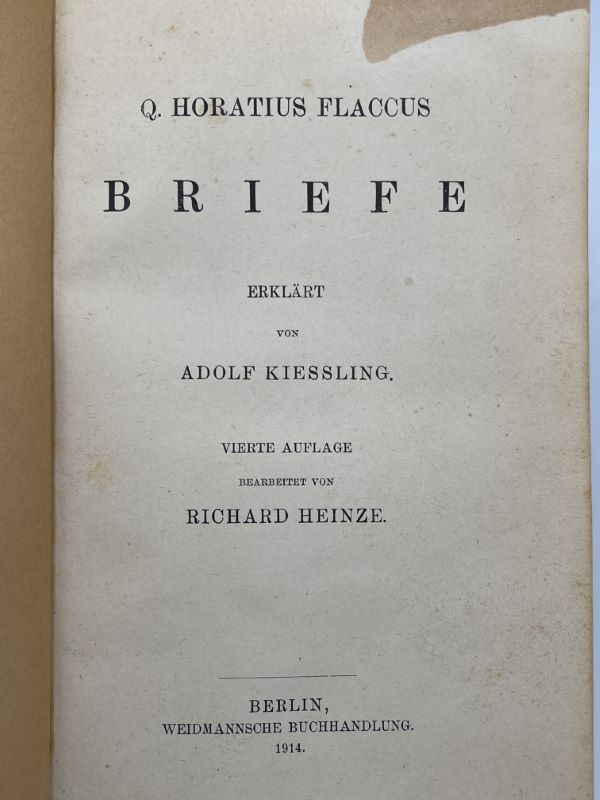 Q. HORATIUS FLACCUS
BRIEFE
ERKLÄRT
VON
ADOLF KIESSLING.
VIERTE AUFLAGE
BEARBEITET VON
RICHARD HEINZE.
BERLIN,
WEIDMANNSCHE BUCHHANDLUNG.
1914.